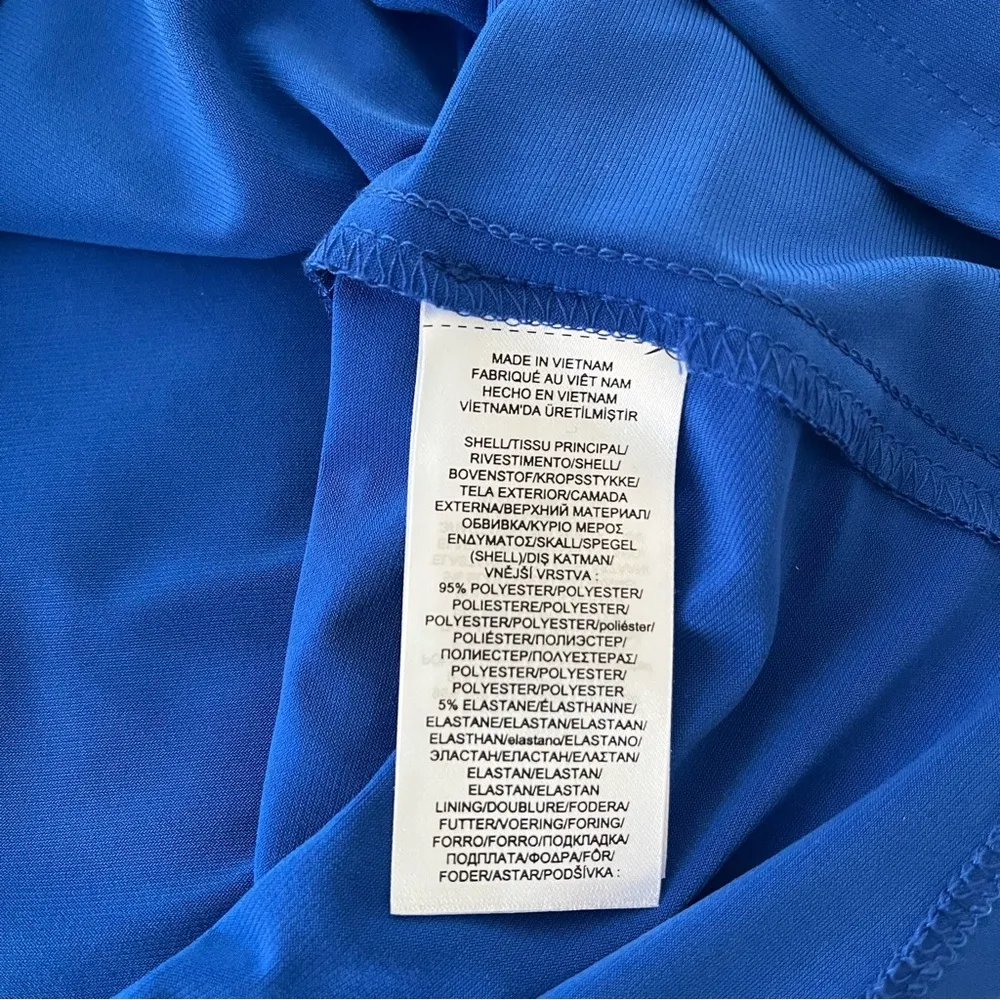 MADE IN VIETNAM
FABRIQUÉ AU VIÊT NAM
HECHO EN VIETNAM
VİETNAM'DA ÜRETİLMİŞTİR
SHELL/TISSU PRINCIPAL/
RIVESTIMENTO/SHELL/
BOVENSTOF/KROPSSTYKKE/
TELA EXTERIOR/CAMADA
EXTERNA/ВЕРХНИЙ МАТЕРИАЛ/
ОБВИВКА/ΚΥΡΙΟ ΜΕΡΟΣ
ΕΝΔΥΜΑΤΟΣ/SKALL/SPEGEL
(SHELL)/DIŞ KATMAN/
VNĚJŠÍ VRSTVA :
95% POLYESTER/POLYESTER/
POLIESTERE/POLYESTER/
POLYESTER/POLYESTER/poliéster/
POLIÉSTER/ПОЛИЭСТЕР/
ПОЛИЕСТЕР/ΠΟΛΥΕΣΤΕΡΑΣ/
POLYESTER/POLYESTER/
POLYESTER/POLYESTER
5% ELASTANE/ÉLASTHANNE/
ELASTANE/ELASTAN/ELASTAAN/
ELASTHAN/elastano/ELASTANO/
ЭЛАСТАН/ЕЛАСТАН/ΕΛΑΣΤΑΝ/
ELASTAN/ELASTAN/
ELASTAN/ELASTAN
LINING/DOUBLURE/FODERA/
FUTTER/VOERING/FORING/
FORRO/FORRO/ПОДКЛАДКА/
ПОДПЛАТА/ΦΟΔΡΑ/FÔR/
FODER/ASTAR/PODŠÍVKA :